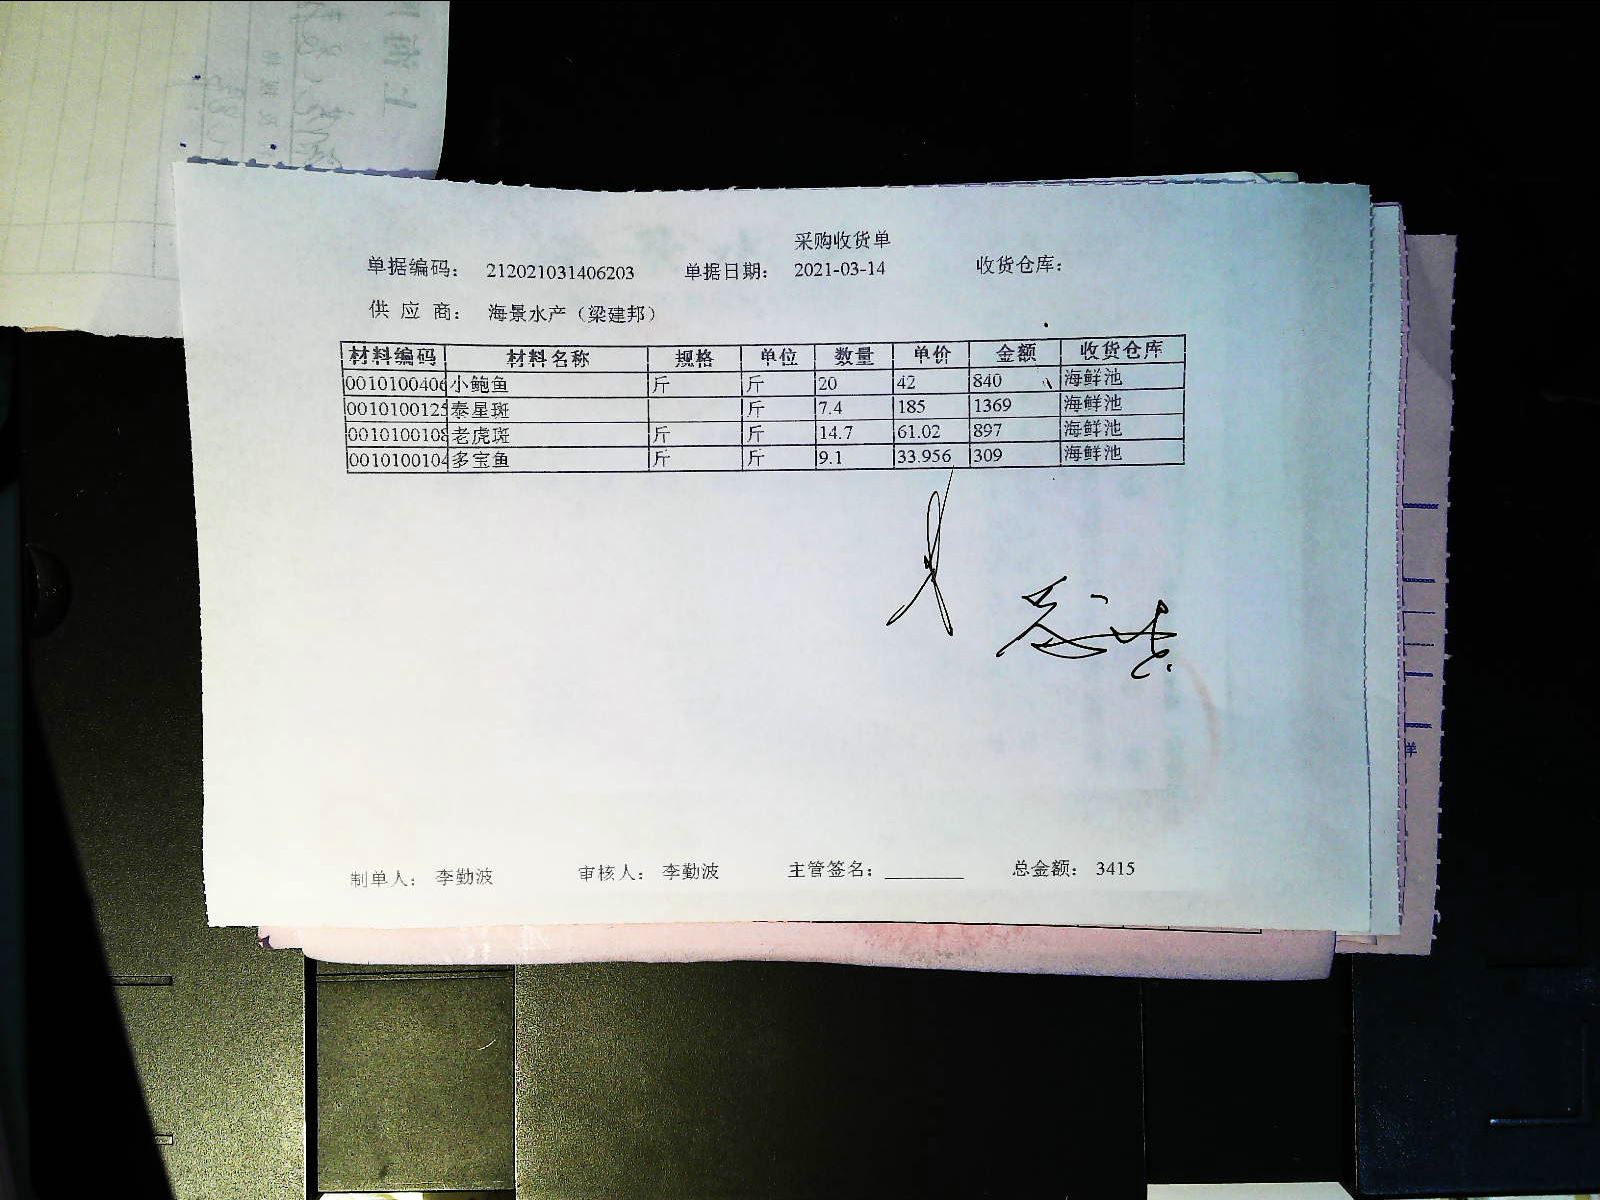 采购收货单
单据编码： 212021031406203 单据日期： 2021-03-14 收货仓库：
供 应 商： 海景水产（梁建邦）
材料编码 材料名称 规格 单位 数量 单价 金额 收货仓库
0010100406 小鲍鱼 斤 斤 20 42 840 海鲜池
0010100125 泰星斑 斤 7.4 185 1369 海鲜池
0010100108 老虎斑 斤 斤 14.7 61.02 897 海鲜池
0010100104 多宝鱼 斤 斤 9.1 33.956 309 海鲜池
制单人： 李勤波 审核人： 李勤波 主管签名： 总金额： 3415